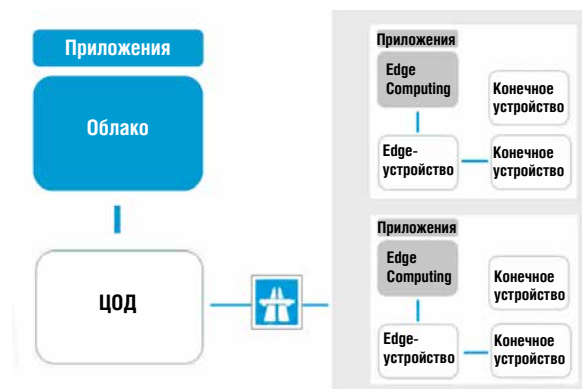 Приложения
Облако
ЦОД
Приложения
Edge
Computing
Конечное
устройство
Edge-
устройство
Конечное
устройство
Приложения
Edge
Computing
Конечное
устройство
Edge-
устройство
Конечное
устройство